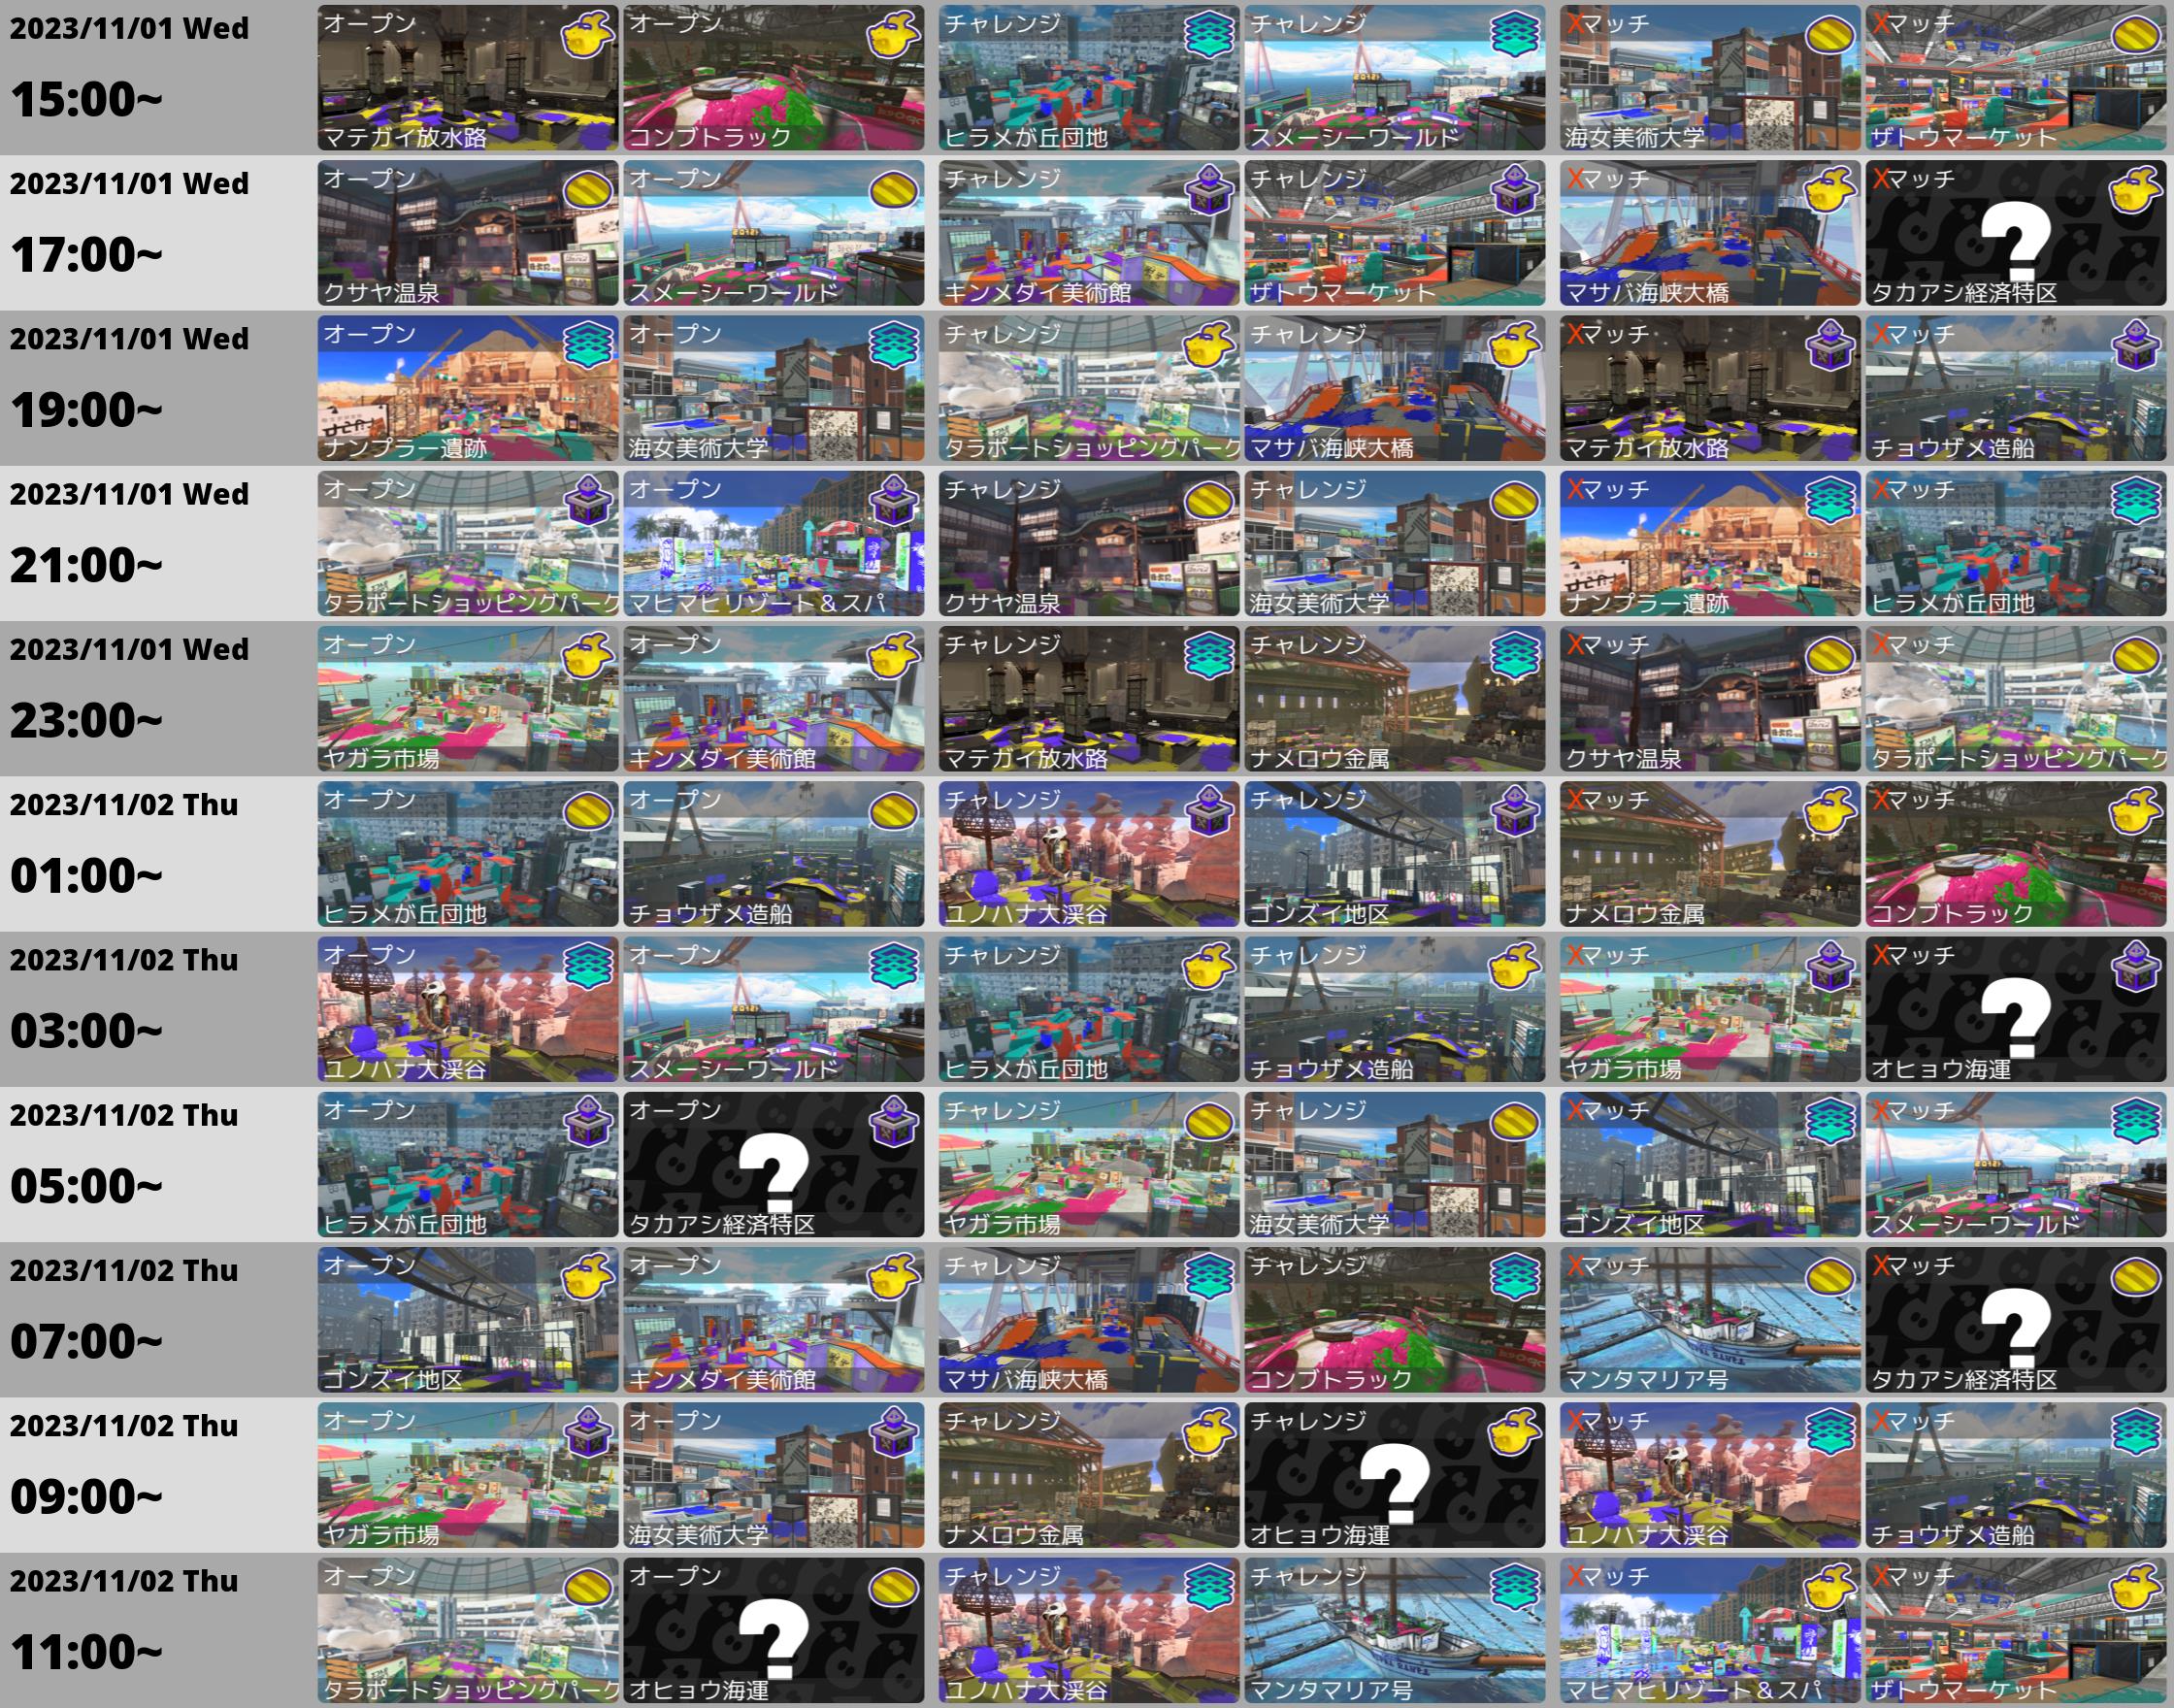 2023/11/01 Wed
15:00~
オープン
マテガイ放水路
オープン
コンブトラック
チャレンジ
ヒラメが丘団地
チャレンジ
スメーシーワールド
Xマッチ
海女美術大学
Xマッチ
ザトウマーケット
2023/11/01 Wed
17:00~
オープン
クサヤ温泉
オープン
スメーシーワールド
チャレンジ
キンメダイ美術館
チャレンジ
ザトウマーケット
Xマッチ
マサバ海峡大橋
Xマッチ
?
タカアシ経済特区
2023/11/01 Wed
19:00~
オープン
ナンプラー遺跡
オープン
海女美術大学
チャレンジ
タラポートショッピングパーク
チャレンジ
マサバ海峡大橋
Xマッチ
マテガイ放水路
Xマッチ
チョウザメ造船
2023/11/01 Wed
21:00~
オープン
タラポートショッピングパーク
オープン
マヒマヒリゾート&スパ
チャレンジ
クサヤ温泉
チャレンジ
海女美術大学
Xマッチ
ナンプラー遺跡
Xマッチ
ヒラメが丘団地
2023/11/01 Wed
23:00~
オープン
ヤガラ市場
オープン
キンメダイ美術館
チャレンジ
マテガイ放水路
チャレンジ
ナメロウ金属
Xマッチ
クサヤ温泉
Xマッチ
タラポートショッピングパーク
2023/11/02 Thu
01:00~
オープン
ヒラメが丘団地
オープン
チョウザメ造船
チャレンジ
ユノハナ大渓谷
チャレンジ
ゴンズイ地区
Xマッチ
ナメロウ金属
Xマッチ
コンブトラック
2023/11/02 Thu
03:00~
オープン
ユノハナ大渓谷
オープン
スメーシーワールド
チャレンジ
ヒラメが丘団地
チャレンジ
チョウザメ造船
Xマッチ
ヤガラ市場
Xマッチ
?
オヒョウ海運
2023/11/02 Thu
05:00~
オープン
ヒラメが丘団地
オープン
?
タカアシ経済特区
チャレンジ
ヤガラ市場
チャレンジ
海女美術大学
Xマッチ
ゴンズイ地区
Xマッチ
スメーシーワールド
2023/11/02 Thu
07:00~
オープン
ゴンズイ地区
オープン
キンメダイ美術館
チャレンジ
マサバ海峡大橋
チャレンジ
コンブトラック
Xマッチ
マンタマリア号
Xマッチ
?
タカアシ経済特区
2023/11/02 Thu
09:00~
オープン
ヤガラ市場
オープン
海女美術大学
チャレンジ
ナメロウ金属
チャレンジ
?
オヒョウ海運
Xマッチ
ユノハナ大渓谷
Xマッチ
チョウザメ造船
2023/11/02 Thu
11:00~
オープン
タラポートショッピングパーク
オープン
?
オヒョウ海運
チャレンジ
ユノハナ大渓谷
チャレンジ
マンタマリア号
Xマッチ
マヒマヒリゾート&スパ
Xマッチ
ザトウマーケット